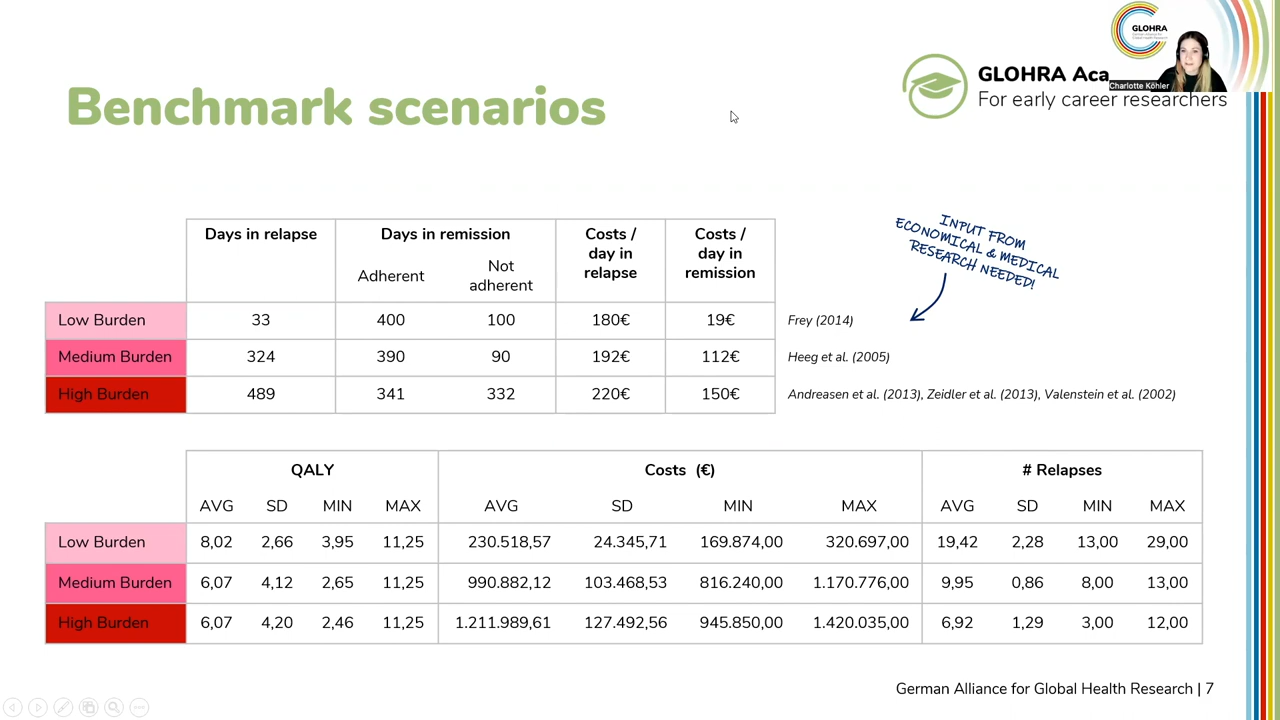 GLOHRA
Charlotte Köhler
GLOHRA Aca
For early career researchers
Benchmark scenarios
INPUT FROM
ECONOMICAL & MEDICAL
RESEARCH NEEDED!
Days in relapse Days in remission Costs / day in relapse Costs / day in remission
Adherent Not adherent
Low Burden 33 400 100 180€ 19€ Frey (2014)
Medium Burden 324 390 90 192€ 112€ Heeg et al. (2005)
High Burden 489 341 332 220€ 150€ Andreasen et al. (2013), Zeidler et al. (2013), Valenstein et al. (2002)
QALY Costs (€) # Relapses
AVG SD MIN MAX AVG SD MIN MAX AVG SD MIN MAX
Low Burden 8,02 2,66 3,95 11,25 230.518,57 24.345,71 169.874,00 320.697,00 19,42 2,28 13,00 29,00
Medium Burden 6,07 4,12 2,65 11,25 990.882,12 103.468,53 816.240,00 1.170.776,00 9,95 0,86 8,00 13,00
High Burden 6,07 4,20 2,46 11,25 1.211.989,61 127.492,56 945.850,00 1.420.035,00 6,92 1,29 3,00 12,00
German Alliance for Global Health Research | 7